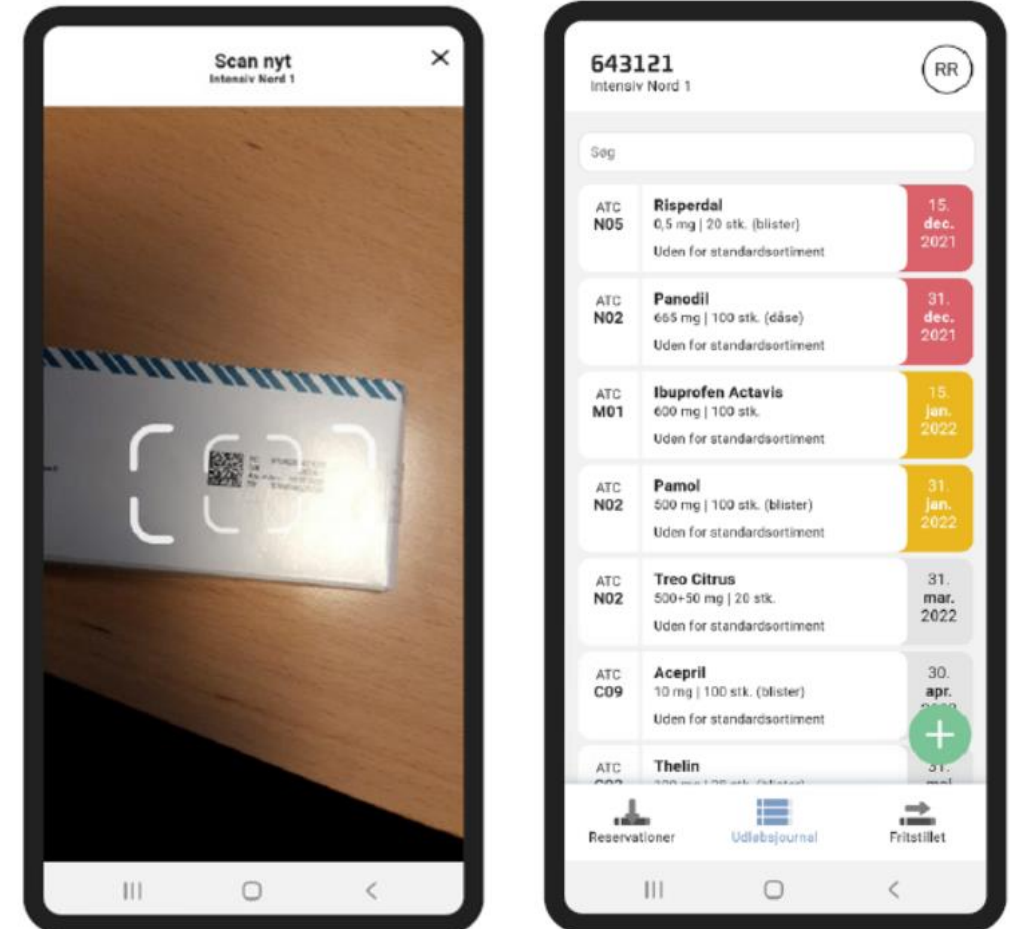 Scan nyt
Intensiv Nord 1
643121
Intensiv Nord 1
RR
Søg
ATC
N05
Risperdal
0,5 mg | 20 stk. (blister)
Uden for standardsortiment
15.
dec.
2021
ATC
N02
Panodil
665 mg | 100 stk. (dåse)
Uden for standardsortiment
31.
dec.
2021
ATC
M01
Ibuprofen Actavis
600 mg | 100 stk.
Uden for standardsortiment
15.
jan.
2022
ATC
N02
Pamol
500 mg | 100 stk. (blister)
Uden for standardsortiment
31.
jan.
2022
ATC
N02
Treo Citrus
500+50 mg | 20 stk.
Uden for standardsortiment
31.
mar.
2022
ATC
C09
Acepril
10 mg | 100 stk. (blister)
Uden for standardsortiment
30.
apr.
ATC
Thelin
31.
Reservationer
Udløbsjournal
Fritstillet